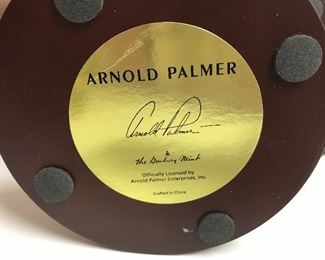 ARNOLD PALMER
Arnold Palmer
&
the Danbury Mint
Officially Licensed by
Arnold Palmer Enterprises, Inc.
Crafted in China